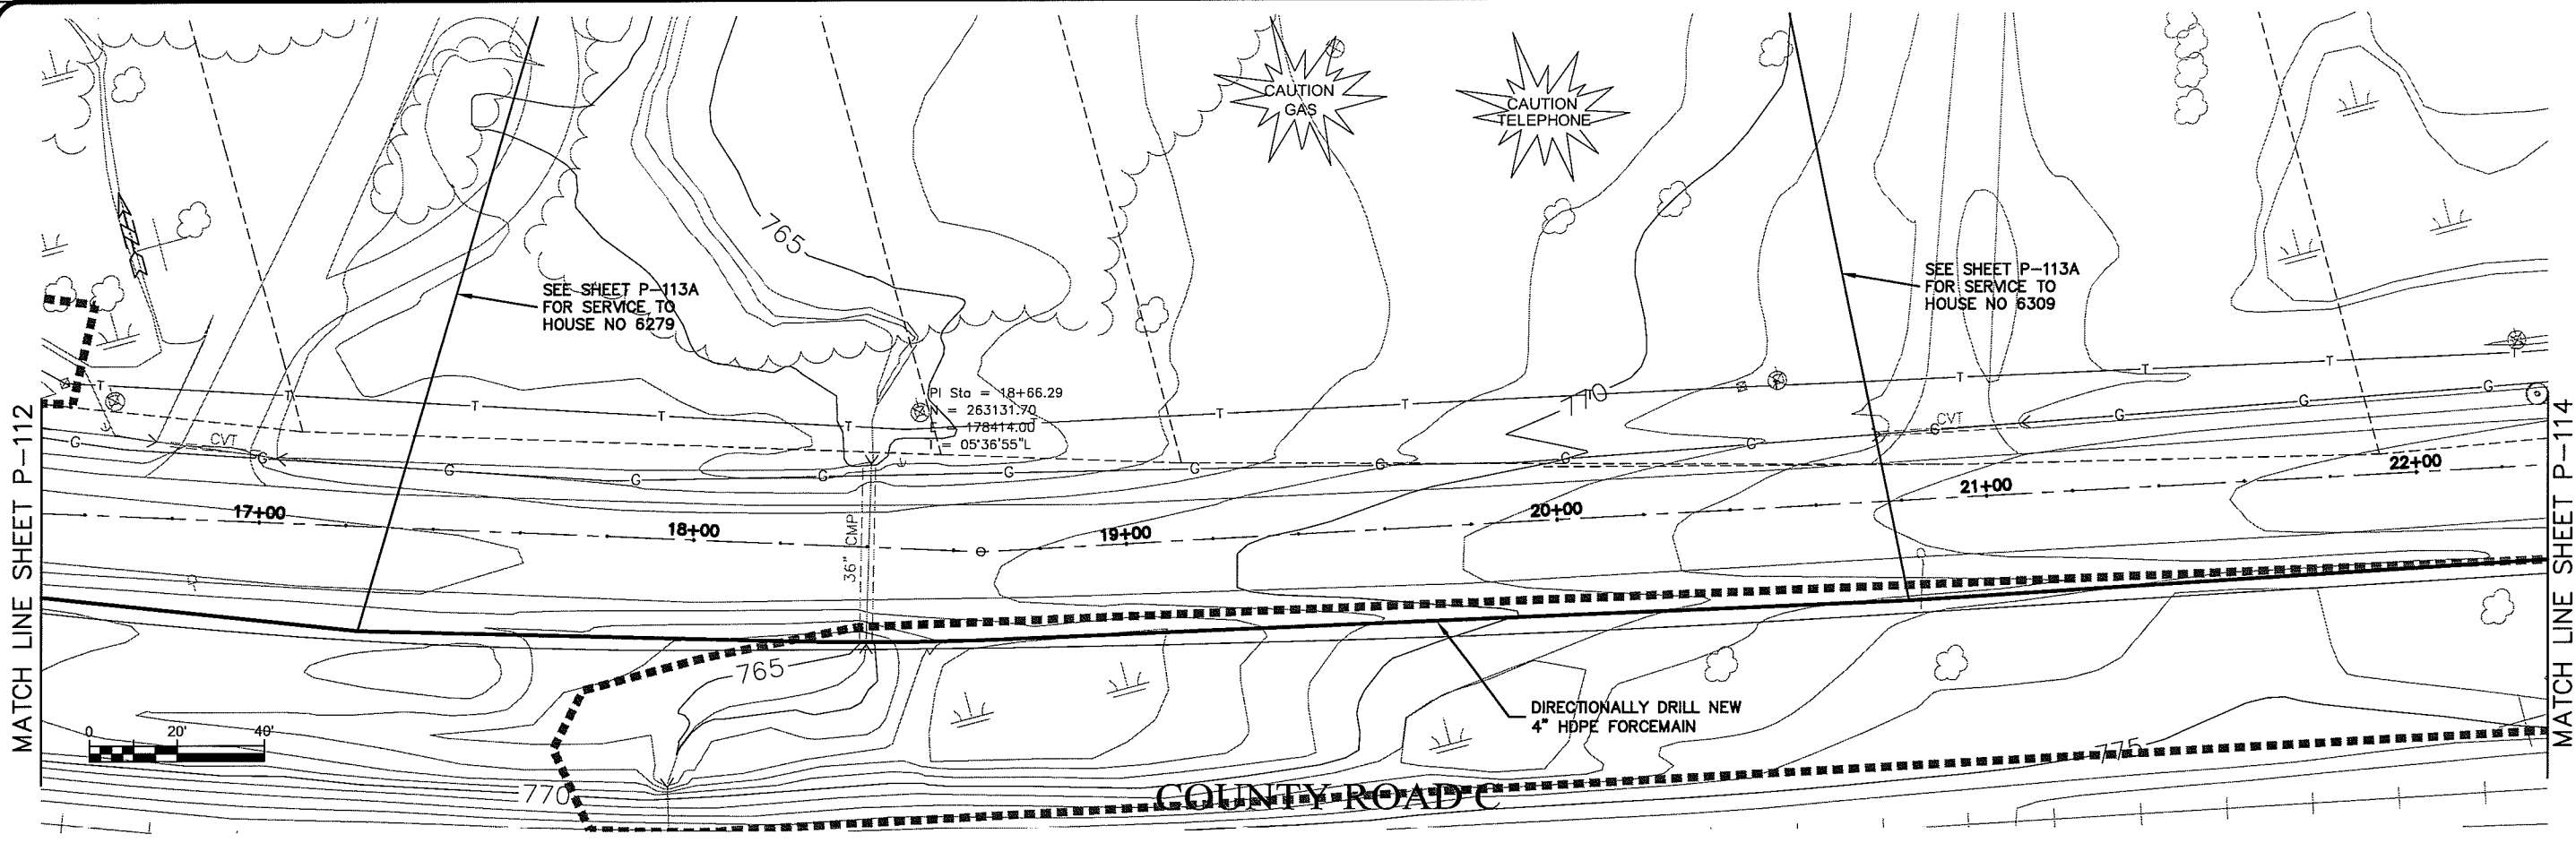 CAUTION
GAS
CAUTION
TELEPHONE
765
SEE SHEET P-113A
FOR SERVICE TO
HOUSE NO 6279
SEE SHEET P-113A
FOR SERVICE TO
HOUSE NO 6309
PI Sta = 18+66.29
N = 263131.70
E = 178414.00
I = 05°36'55"L
T
T
T
T
T
T
T
T
T
T
T
770
G
CVT
G
G
G
G
G
G
G
G
G
G
CVT
G
G
G
17+00
18+00
19+00
20+00
21+00
22+00
36" CMP
MATCH LINE SHEET P-112
MATCH LINE SHEET P-114
765
DIRECTIONALLY DRILL NEW
4" HDPE FORCEMAIN
0 20' 40'
770
775
COUNTY ROAD C